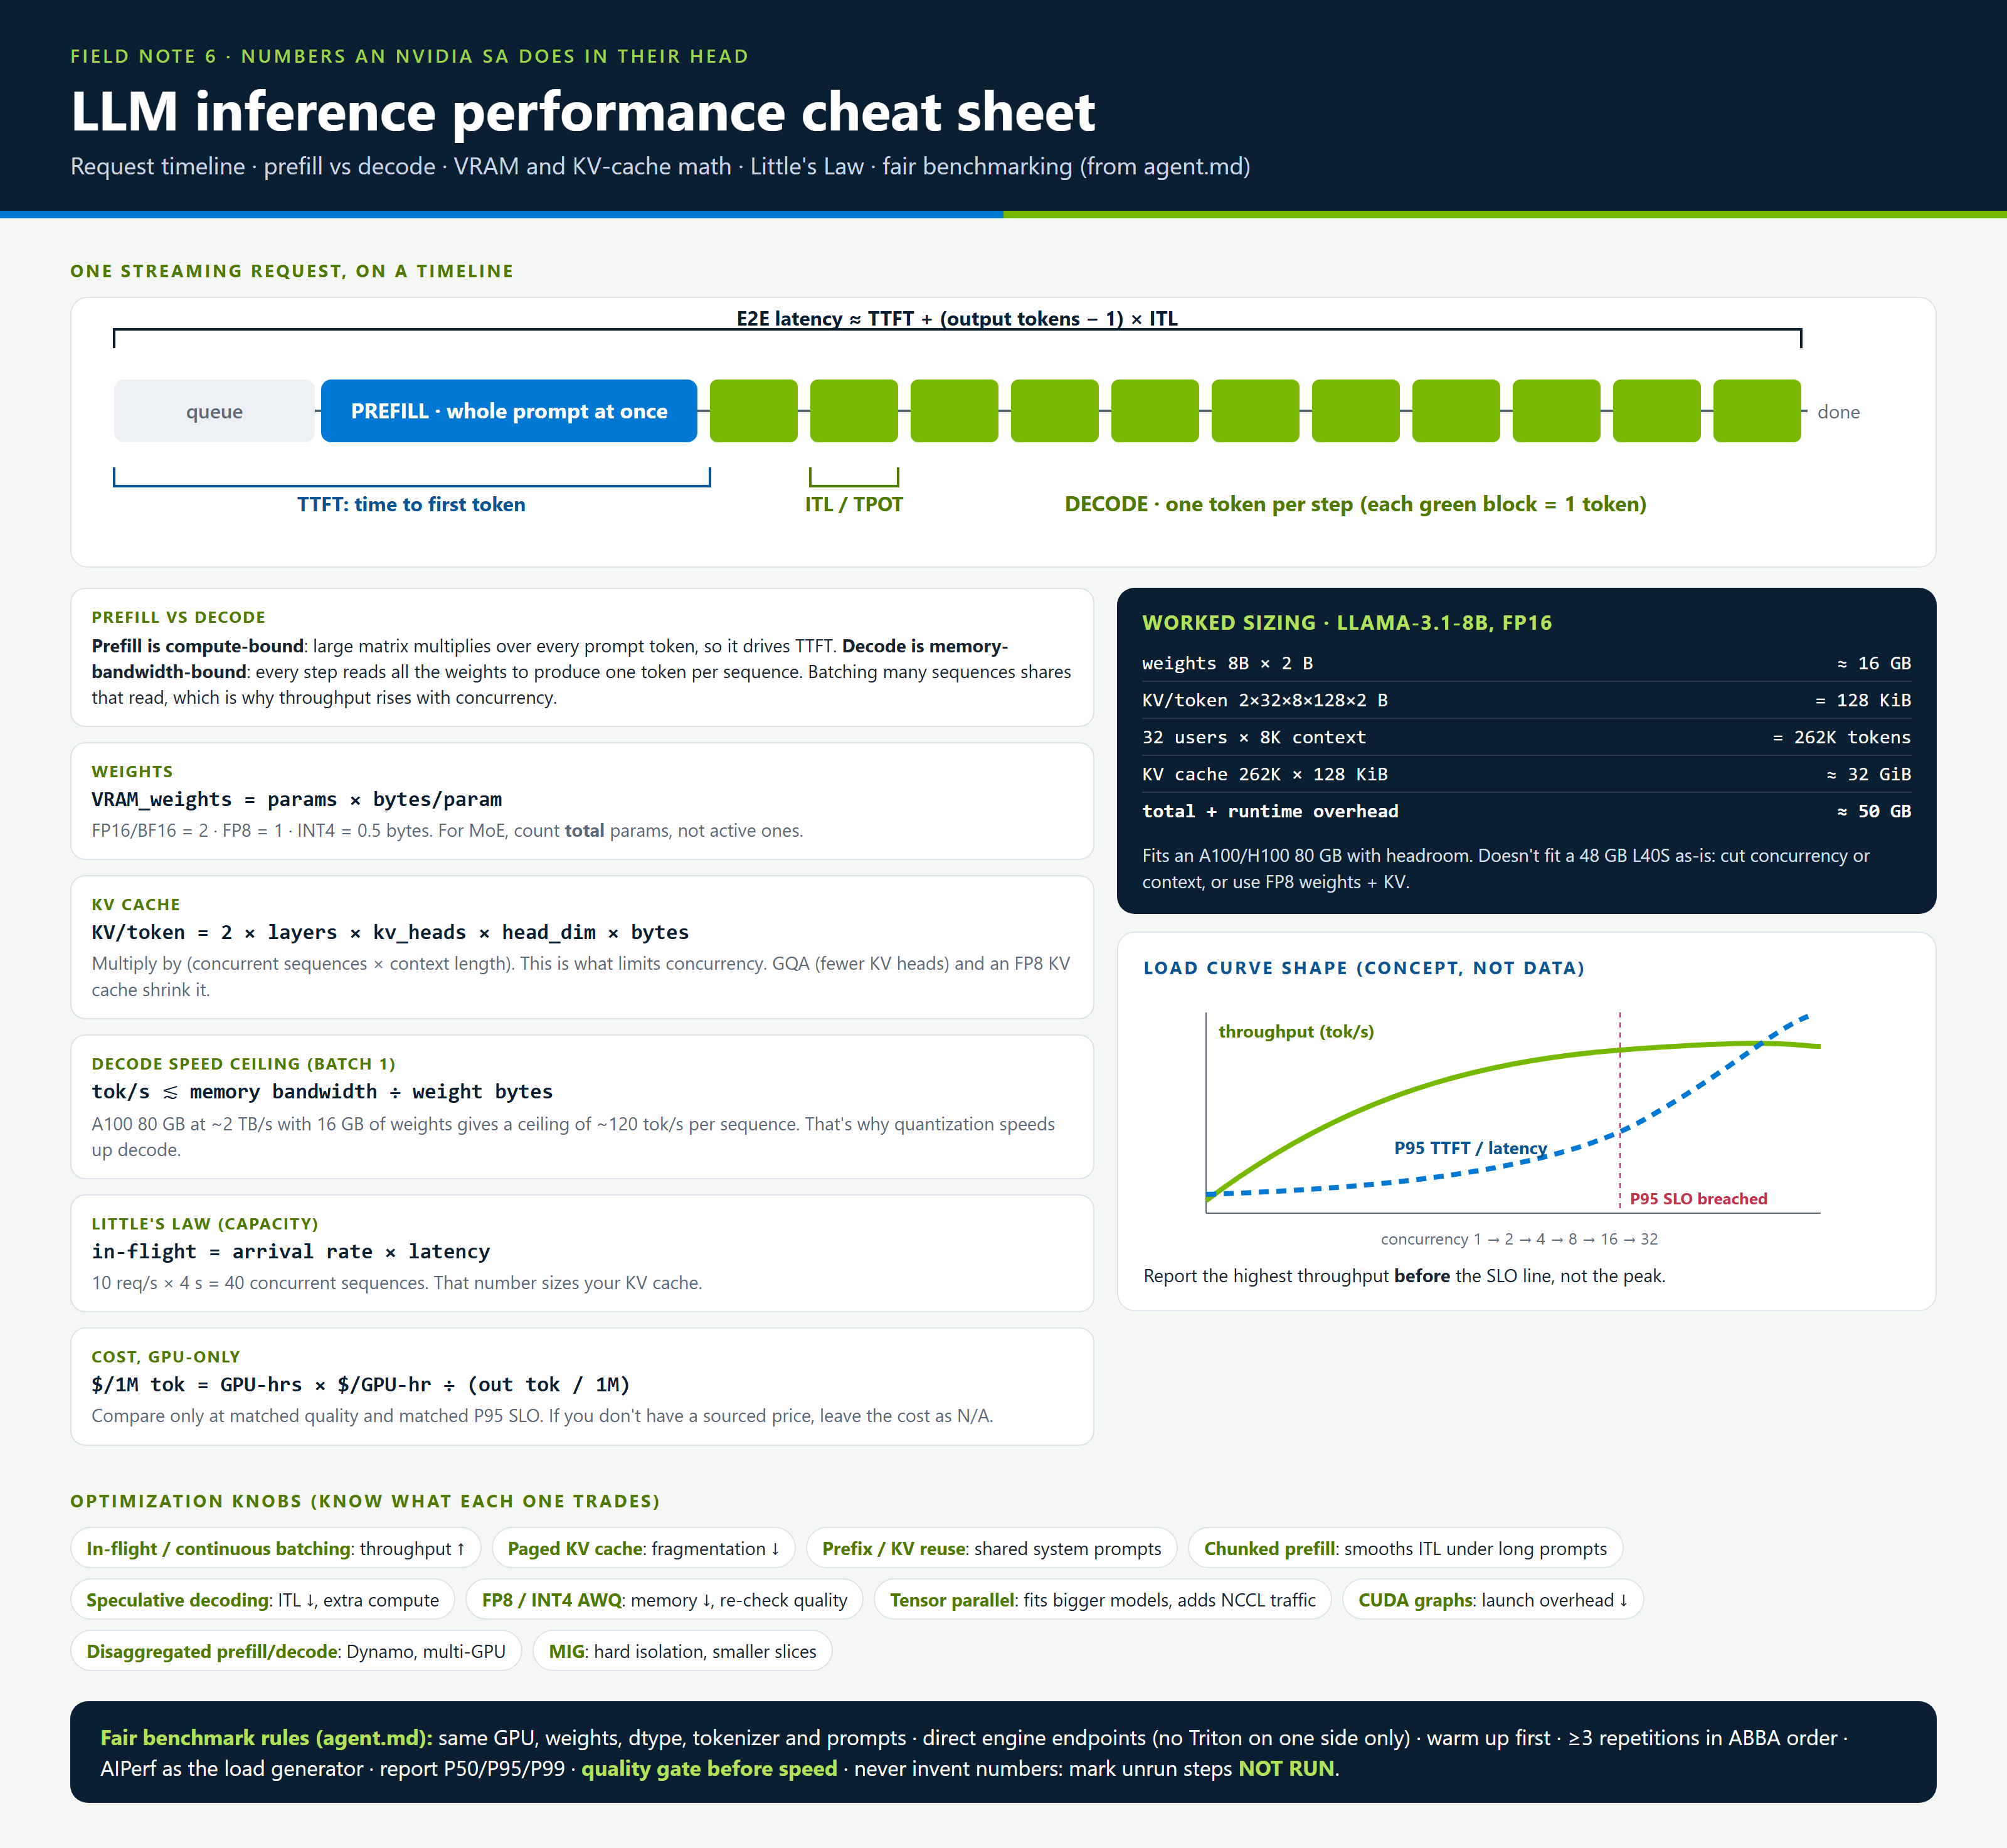 FIELD NOTE 6 · NUMBERS AN NVIDIA SA DOES IN THEIR HEAD
LLM inference performance cheat sheet
Request timeline · prefill vs decode · VRAM and KV-cache math · Little's Law · fair benchmarking (from agent.md)
ONE STREAMING REQUEST, ON A TIMELINE
E2E latency ≈ TTFT + (output tokens − 1) × ITL
queue
PREFILL · whole prompt at once
done
TTFT: time to first token
ITL / TPOT
DECODE · one token per step (each green block = 1 token)
PREFILL VS DECODE
Prefill is compute-bound: large matrix multiplies over every prompt token, so it drives TTFT. Decode is memory-
bandwidth-bound: every step reads all the weights to produce one token per sequence. Batching many sequences shares
that read, which is why throughput rises with concurrency.
WEIGHTS
VRAM_weights = params × bytes/param
FP16/BF16 = 2 · FP8 = 1 · INT4 = 0.5 bytes. For MoE, count total params, not active ones.
KV CACHE
KV/token = 2 × layers × kv_heads × head_dim × bytes
Multiply by (concurrent sequences × context length). This is what limits concurrency. GQA (fewer KV heads) and an FP8 KV
cache shrink it.
DECODE SPEED CEILING (BATCH 1)
tok/s ≲ memory bandwidth ÷ weight bytes
A100 80 GB at ~2 TB/s with 16 GB of weights gives a ceiling of ~120 tok/s per sequence. That's why quantization speeds
up decode.
LITTLE'S LAW (CAPACITY)
in-flight = arrival rate × latency
10 req/s × 4 s = 40 concurrent sequences. That number sizes your KV cache.
COST, GPU-ONLY
$/1M tok = GPU-hrs × $/GPU-hr ÷ (out tok / 1M)
Compare only at matched quality and matched P95 SLO. If you don't have a sourced price, leave the cost as N/A.
WORKED SIZING · LLAMA-3.1-8B, FP16
weights 8B × 2 B ≈ 16 GB
KV/token 2×32×8×128×2 B = 128 KiB
32 users × 8K context = 262K tokens
KV cache 262K × 128 KiB ≈ 32 GiB
total + runtime overhead ≈ 50 GB
Fits an A100/H100 80 GB with headroom. Doesn't fit a 48 GB L40S as-is: cut concurrency or
context, or use FP8 weights + KV.
LOAD CURVE SHAPE (CONCEPT, NOT DATA)
throughput (tok/s)
P95 TTFT / latency
P95 SLO breached
concurrency 1 → 2 → 4 → 8 → 16 → 32
Report the highest throughput before the SLO line, not the peak.
OPTIMIZATION KNOBS (KNOW WHAT EACH ONE TRADES)
In-flight / continuous batching: throughput ↑
Paged KV cache: fragmentation ↓
Prefix / KV reuse: shared system prompts
Chunked prefill: smooths ITL under long prompts
Speculative decoding: ITL ↓, extra compute
FP8 / INT4 AWQ: memory ↓, re-check quality
Tensor parallel: fits bigger models, adds NCCL traffic
CUDA graphs: launch overhead ↓
Disaggregated prefill/decode: Dynamo, multi-GPU
MIG: hard isolation, smaller slices
Fair benchmark rules (agent.md): same GPU, weights, dtype, tokenizer and prompts · direct engine endpoints (no Triton on one side only) · warm up first · ≥3 repetitions in ABBA order ·
AIPerf as the load generator · report P50/P95/P99 · quality gate before speed · never invent numbers: mark unrun steps NOT RUN.